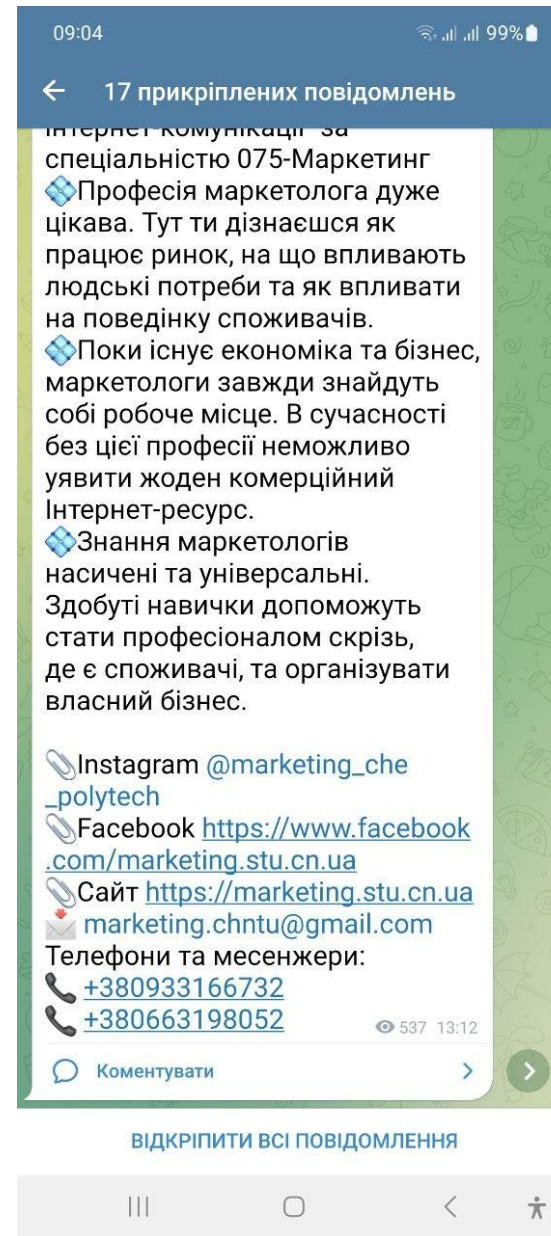 09:04
99%
17 прикріплених повідомлень
Інтернет-комунікації" за
спеціальністю 075-Маркетинг
💠Професія маркетолога дуже
цікава. Тут ти дізнаєшся як
працює ринок, на що впливають
людські потреби та як впливати
на поведінку споживачів.
💠Поки існує економіка та бізнес,
маркетологи завжди знайдуть
собі робоче місце. В сучасності
без цієї професії неможливо
уявити жоден комерційний
Інтернет-ресурс.
💠Знання маркетологів
насичені та універсальні.
Здобуті навички допоможуть
стати професіоналом скрізь,
де є споживачі, та організувати
власний бізнес.
📎Instagram @marketing_che
_polytech
📎Facebook https://www.facebook
.com/marketing.stu.cn.ua
📎Сайт https://marketing.stu.cn.ua
📩 marketing.chntu@gmail.com
Телефони та месенжери:
📞 +380933166732
📞 +380663198052
537 13:12
Коментувати
ВІДКРІПИТИ ВСІ ПОВІДОМЛЕННЯ